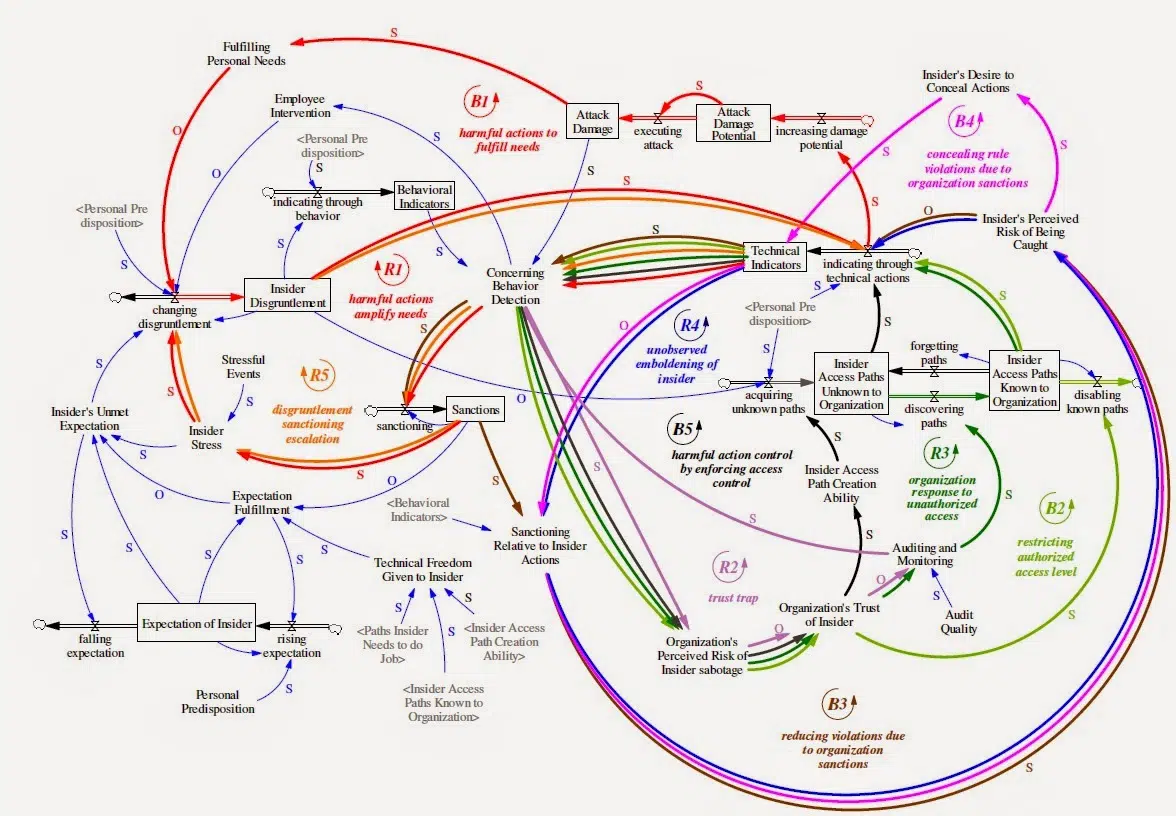 S
Fulfilling
Personal Needs
Insider's Desire to
Conceal Actions
B1
harmful actions to
fulfill needs
Employee
Intervention
S
Attack
Damage
executing
attack
Attack
Damage
Potential
increasing damage
potential
B4
concealing rule
violations due to
organization sanctions
S
S
O
S
<Personal Pre
disposition>
S
O
S
S
S
indicating through
behavior
Behavioral
Indicators
<Personal Pre
disposition>
S
S
S
S
O
Insider's Perceived
Risk of Being
Caught
S
Technical
Indicators
indicating through
technical actions
Concerning
Behavior
Detection
R1
harmful actions
amplify needs
Insider
Disgruntlement
changing
disgruntlement
S
<Personal Pre
disposition>
S
S
S
O
R4
unobserved
emboldening of
insider
S
S
Stressful
Events
R5
disgruntlement
sanctioning
escalation
S
S
S
Insider
Access Paths
Unknown to
Organization
forgetting
paths
Insider
Access Paths
Known to
Organization
discovering
paths
disabling
known paths
acquiring
unknown paths
Insider's Unmet
Expectation
Insider
Stress
S
sanctioning
Sanctions
O
B5
harmful action control
by enforcing access
control
S
R3
organization
response to
unauthorized
access
S
S
S
S
O
O
S
Insider Access
Path Creation
Ability
B2
restricting
authorized
access level
Expectation
Fulfillment
<Behavioral
Indicators>
S
S
S
S
S
S
Sanctioning
Relative to Insider
Actions
S
S
Auditing and
Monitoring
Technical Freedom
Given to Insider
R2
trust trap
O
S
Audit
Quality
Organization's Trust
of Insider
S
Expectation of Insider
S
S
S
S
falling
expectation
rising
expectation
<Paths Insider
Needs to do
Job>
<Insider Access
Path Creation
Ability>
O
Organization's
Perceived Risk of
Insider sabotage
Personal
Predisposition
S
<Insider Access
Paths Known to
Organization>
B3
reducing violations due
to organization
sanctions
S